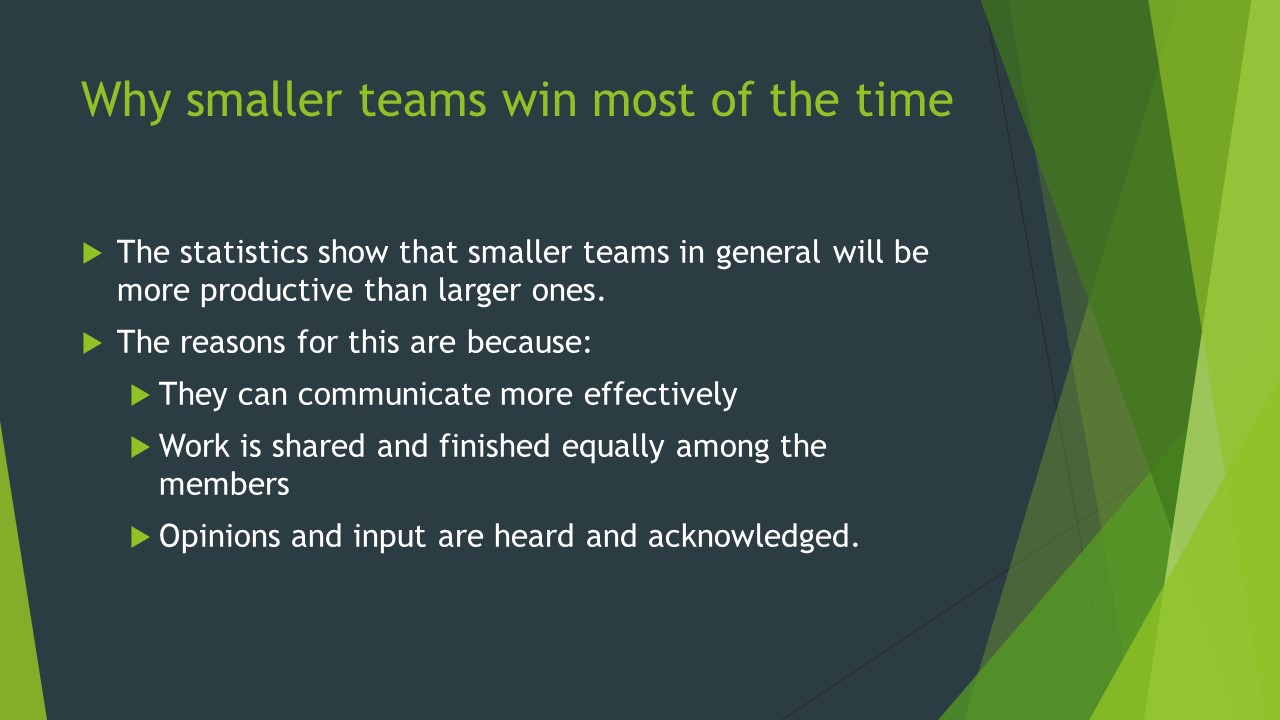 Why smaller teams win most of the time
The statistics show that smaller teams in general will be
more productive than larger ones.
The reasons for this are because:
They can communicate more effectively
Work is shared and finished equally among the
members
Opinions and input are heard and acknowledged.